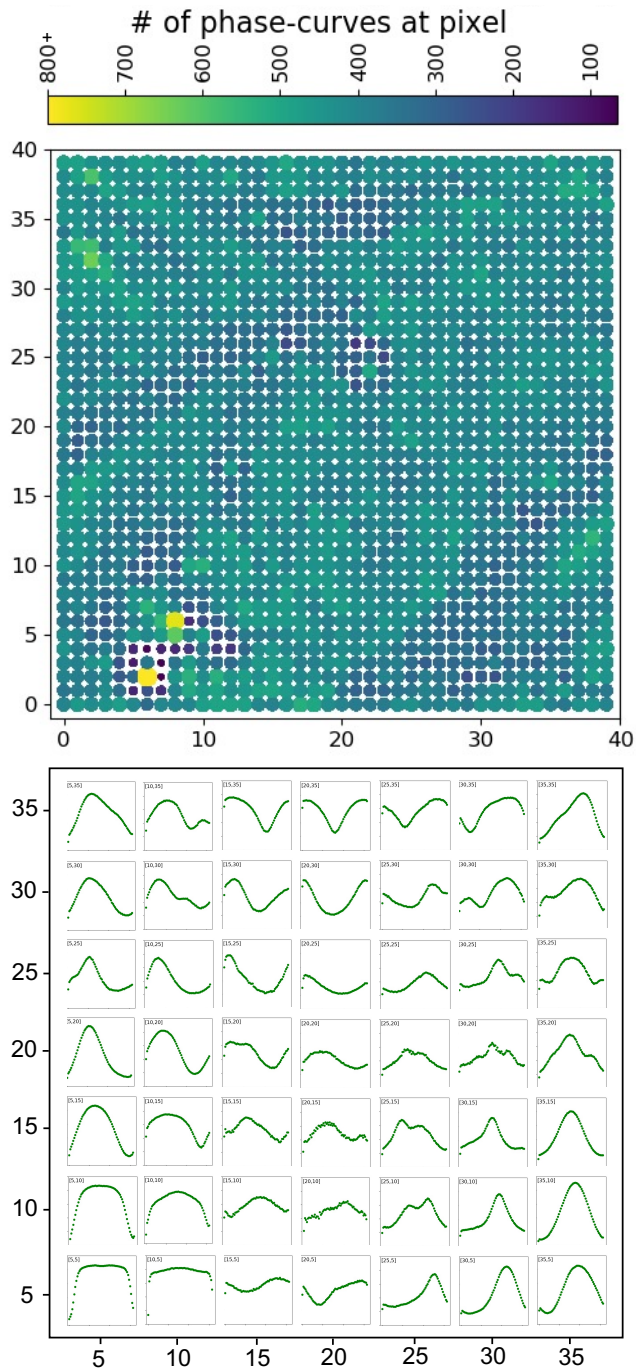 # of phase-curves at pixel
800+ 700 600 500 400 300 200 100
40
35
30
25
20
15
10
5
0
0 10 20 30 40
35 [5,35] [10,35] [15,35] [20,35] [25,35] [30,35] [35,35]
30 [5,30] [10,30] [15,30] [20,30] [25,30] [30,30] [35,30]
25 [5,25] [10,25] [15,25] [20,25] [25,25] [30,25] [35,25]
20 [5,20] [10,20] [15,20] [20,20] [25,20] [30,20] [35,20]
15 [5,15] [10,15] [15,15] [20,15] [25,15] [30,15] [35,15]
10 [5,10] [10,10] [15,10] [20,10] [25,10] [30,10] [35,10]
5 [5,5] [10,5] [15,5] [20,5] [25,5] [30,5] [35,5]
5 10 15 20 25 30 35